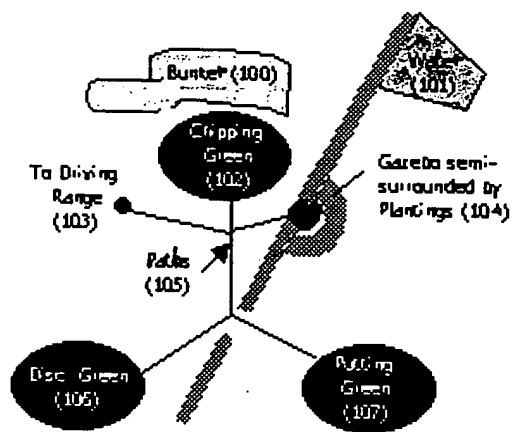 Bunker (100)
Water
(101)
Chipping
Green
(102)
To Driving
Range
(103)
Gazebo semi-
surrounded by
Plantings (104)
Paths
(105)
Disc Green
(106)
Putting
Green
(107)